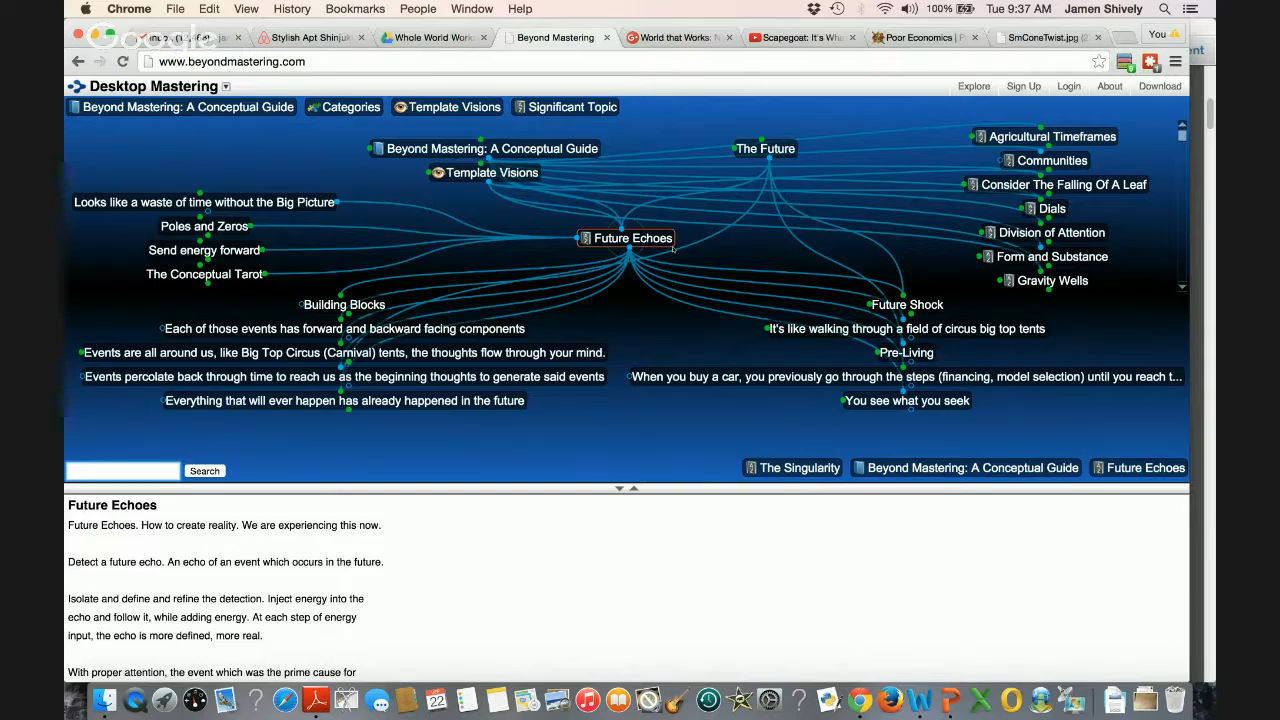 Chrome File Edit View History Bookmarks People Window Help 100% Tue 9:37 AM Jamen Shively
Google
Stylish Apt Shinjuk
Whole World Work
Beyond Mastering
World that Works: N
Scapegoat: It's Wha
Poor Economics | P
SmConeTwist.jpg (2
You
www.beyondmastering.com
Desktop Mastering
Explore Sign Up Login About Download
Beyond Mastering: A Conceptual Guide Categories Template Visions Significant Topic
Agricultural Timeframes
Beyond Mastering: A Conceptual Guide The Future
Communities
Template Visions
Consider The Falling Of A Leaf
Looks like a waste of time without the Big Picture
Dials
Poles and Zeros
Division of Attention
Future Echoes
Send energy forward
Form and Substance
The Conceptual Tarot
Gravity Wells
Building Blocks Future Shock
Each of those events has forward and backward facing components It's like walking through a field of circus big top tents
Events are all around us, like Big Top Circus (Carnival) tents, the thoughts flow through your mind. Pre-Living
Events percolate back through time to reach us as the beginning thoughts to generate said events When you buy a car, you previously go through the steps (financing, model selection) until you reach t...
Everything that will ever happen has already happened in the future You see what you seek
Search The Singularity Beyond Mastering: A Conceptual Guide Future Echoes
Future Echoes
Future Echoes. How to create reality. We are experiencing this now.
Detect a future echo. An echo of an event which occurs in the future.
Isolate and define and refine the detection. Inject energy into the
echo and follow it, while adding energy. At each step of energy
input, the echo is more defined, more real.
With proper attention, the event which was the prime cause for
22